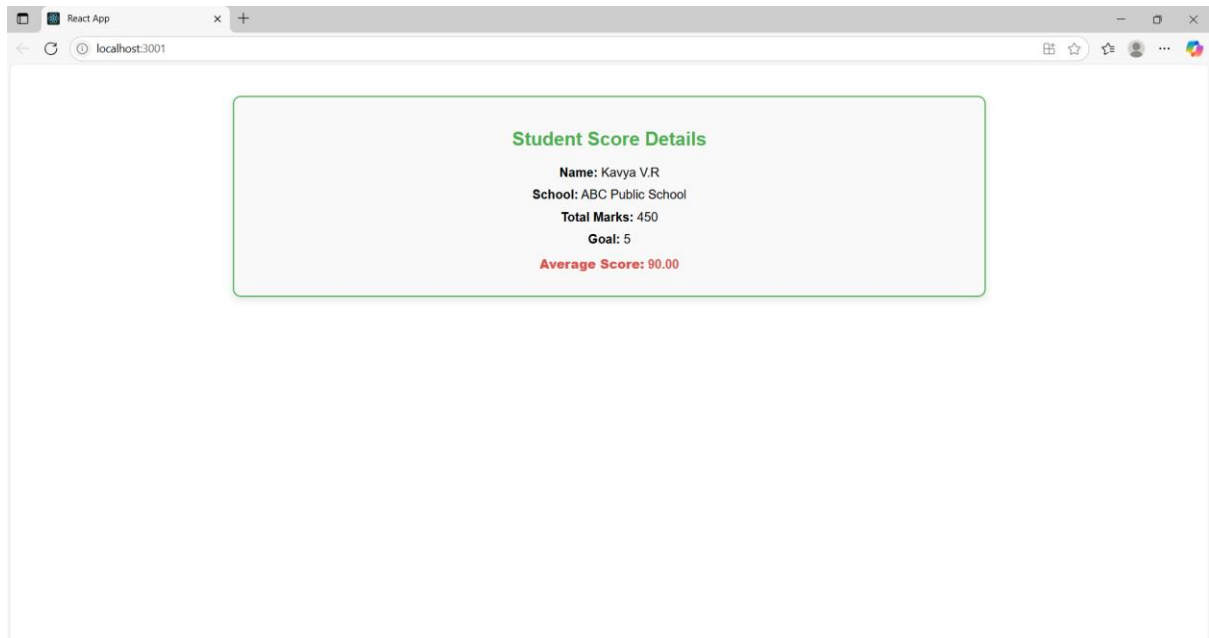 React App
localhost:3001
Student Score Details
Name: Kavya V.R
School: ABC Public School
Total Marks: 450
Goal: 5
Average Score: 90.00